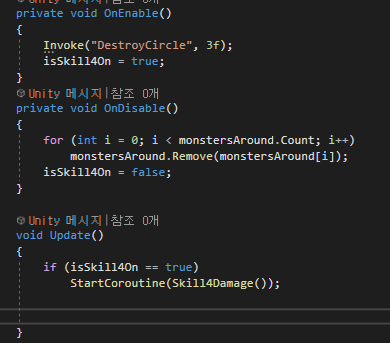 Unity 메시지|참조 0개
private void OnEnable()
{
Invoke("DestroyCircle", 3f);
isSkill4On = true;
}
Unity 메시지|참조 0개
private void OnDisable()
{
for (int i = 0; i < monstersAround.Count; i++)
monstersAround.Remove(monstersAround[i]);
isSkill4On = false;
}
Unity 메시지|참조 0개
void Update()
{
if (isSkill4On == true)
StartCoroutine(Skill4Damage());
}